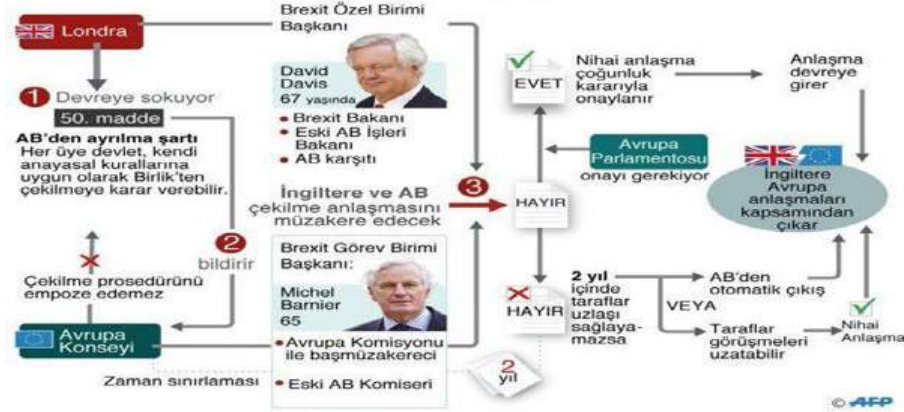 Londra
1 Devreye sokuyor
50. madde
AB'den ayrılma şartı
Her üye devlet, kendi
anayasal kurallarına
uygun olarak Birlik'ten
çekilmeye karar verebilir.
2
bildirir
Çekilme prosedürünü
empoze edemez
Avrupa
Konseyi
Zaman sınırlaması
Brexit Özel Birimi
Başkanı
David
Davis
67 yaşında
Brexit Bakanı
Eski AB İşleri
Bakanı
AB karşıtı
İngiltere ve AB
çekilme anlaşmasını
müzakere edecek
3
Brexit Görev Birimi
Başkanı:
Michel
Barnier
65
Avrupa Komisyonu
ile başmüzakereci
Eski AB Komiseri
2
yıl
HAYIR
EVET
Nihai anlaşma
çoğunluk
kararıyla
onaylanır
Anlaşma
devreye
girer
Avrupa
Parlamentosu
onayı gerekiyor
İngiltere
Avrupa
anlaşmaları
kapsamından
çıkar
HAYIR
2 yıl
içinde
taraflar
uzlaşı
sağlaya-
mazsa
AB'den
otomatik çıkış
VEYA
Taraflar
görüşmeleri
uzatabilir
Nihai
Anlaşma
© AFP